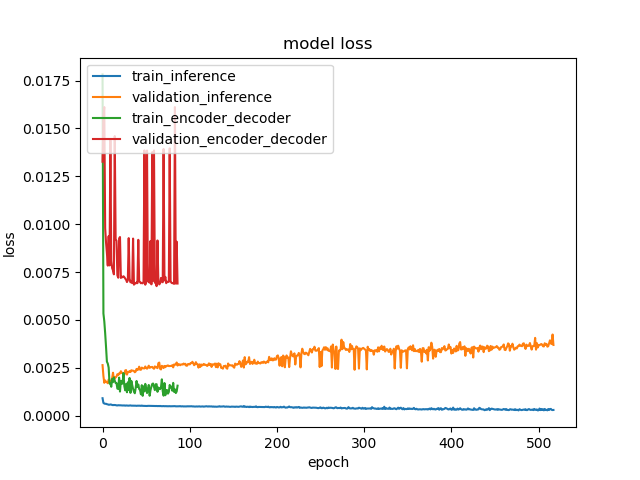 model loss
train_inference
validation_inference
train_encoder_decoder
validation_encoder_decoder
0.0175
0.0150
0.0125
0.0100
0.0075
0.0050
0.0025
0.0000
loss
0
100
200
300
400
500
epoch